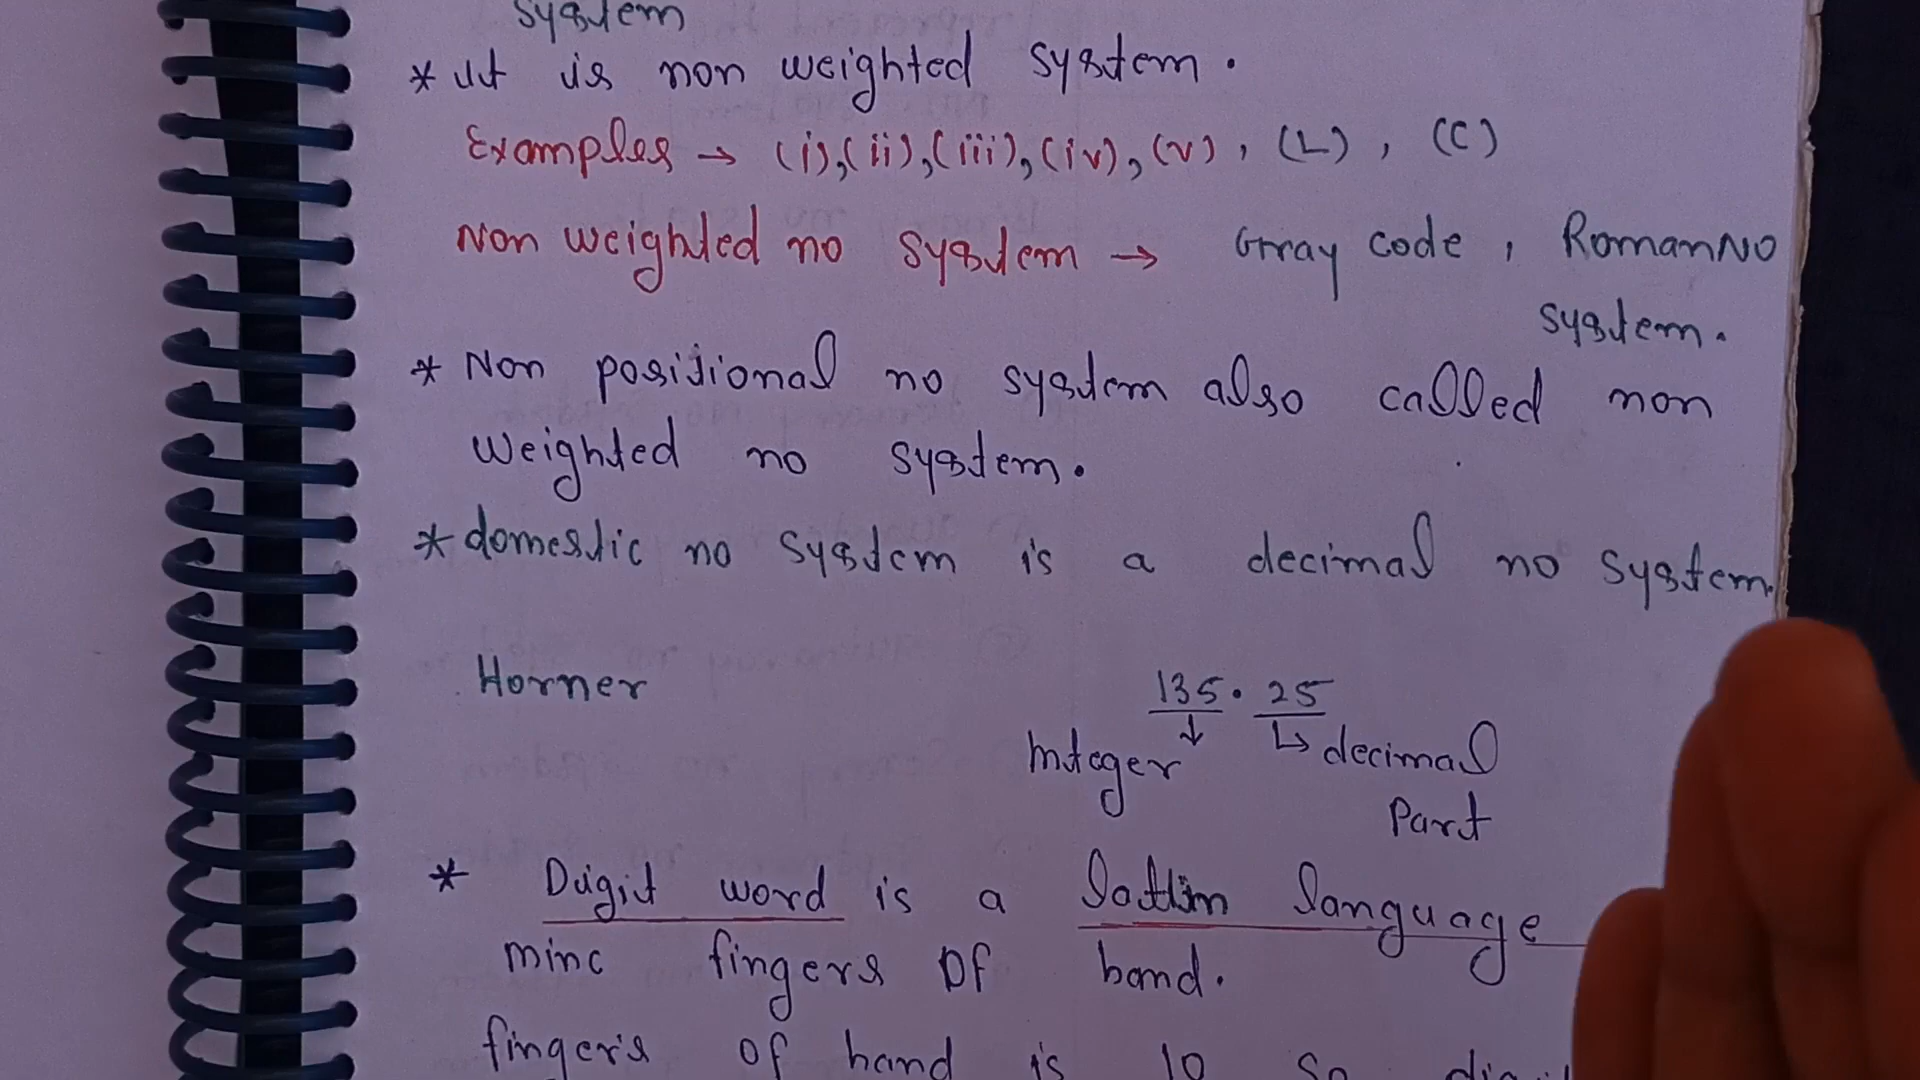 system
* It is non weighted system.
Examples → (i),(ii),(iii),(iv),(v), (L), (C)
Non weighted no system → Gray code, Roman No
system.
* Non positional no system also called non
weighted no system.
* domestic no system is a decimal no system.
Horner
135.25
Integer ↓ ↳ decimal
Part
* Digit word is a lattin language
fingers of hand.
fingers of hand is 10 so